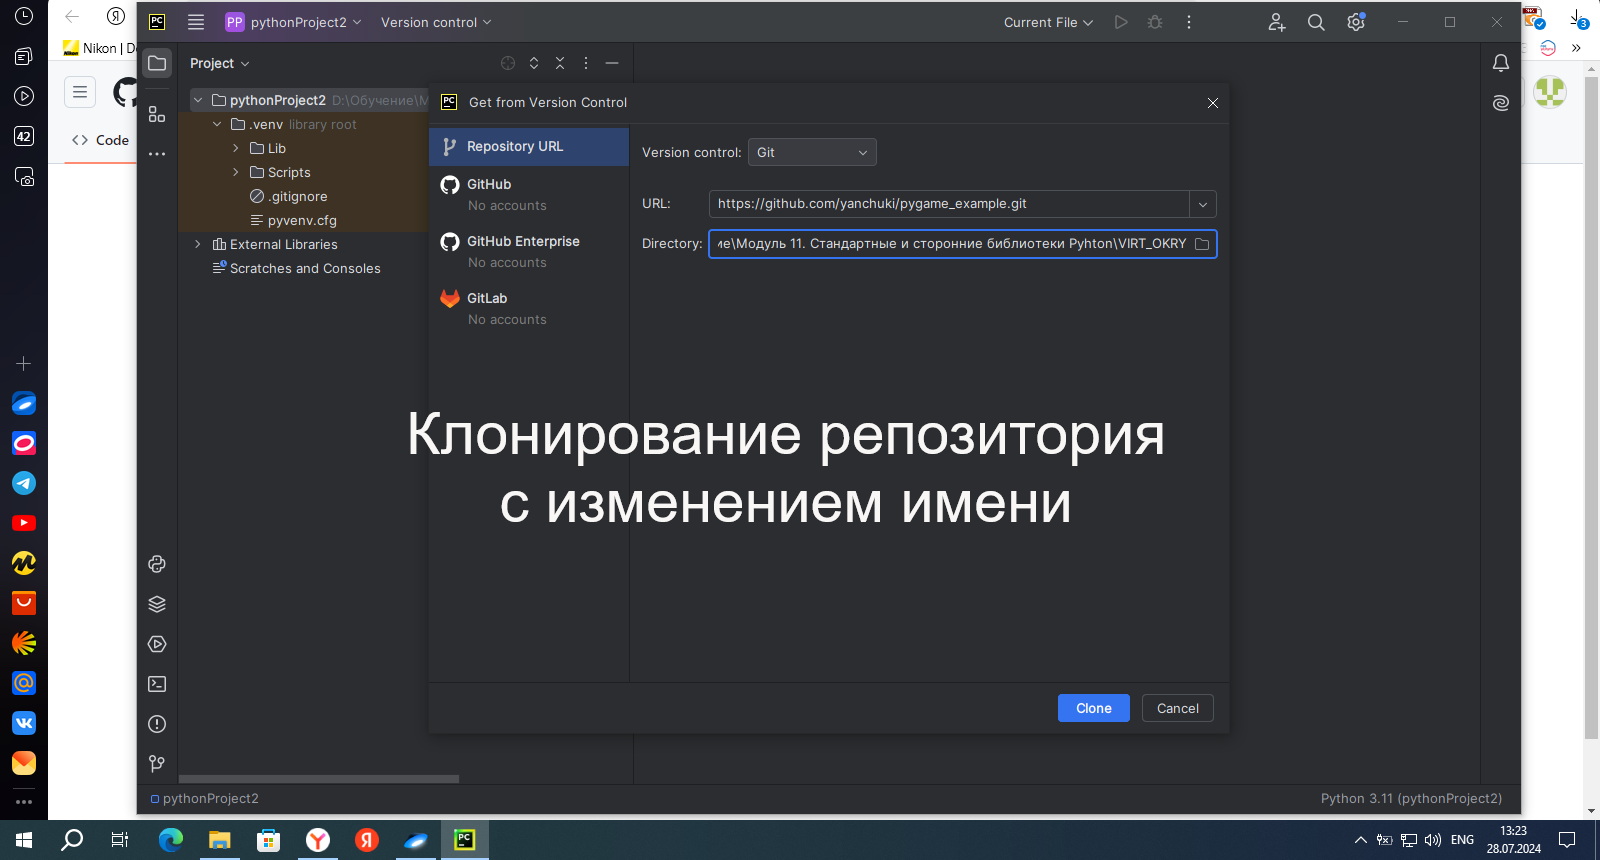 pythonProject2
Version control
Current File
Nikon | D
Code
42
Project
pythonProject2 D:\Обучение\М
.venv library root
Lib
Scripts
.gitignore
pyvenv.cfg
External Libraries
Scratches and Consoles
Get from Version Control
Repository URL
GitHub
No accounts
GitHub Enterprise
No accounts
GitLab
No accounts
Version control: Git
URL: https://github.com/yanchuki/pygame_example.git
Directory: ие\Модуль 11. Стандартные и сторонние библиотеки Pyhton\VIRT_OKRY
Клонирование репозитория
с изменением имени
Clone
Cancel
pythonProject2
Python 3.11 (pythonProject2)
ENG
13:23
28.07.2024